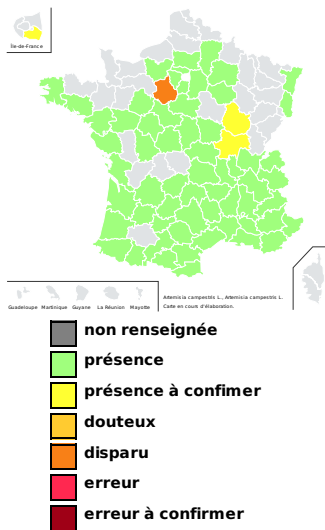 Île-de-France
Guadeloupe Martinique Guyane La Réunion Mayotte
Artemisia campestris L., Artemisia campestris L.
Carte en cours d'élaboration.
non renseignée
présence
présence à confimer
douteux
disparu
erreur
erreur à confirmer